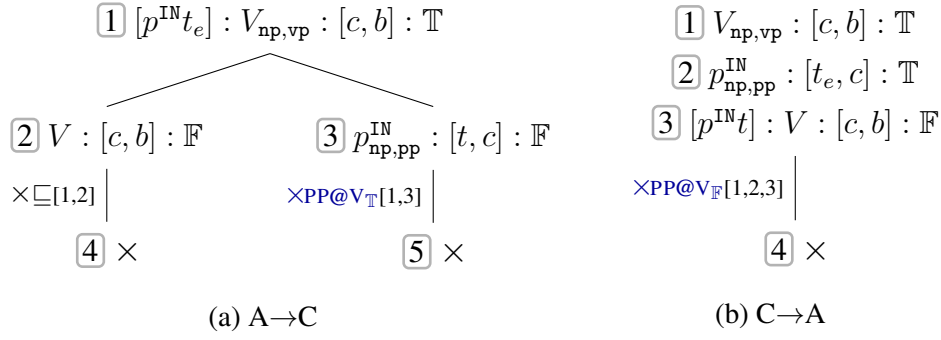 1 [p^IN t_e] : V_np,vp : [c, b] : 𝕋
2 V : [c, b] : 𝔽
3 p^IN_np,pp : [t, c] : 𝔽
×⊑[1,2]
×PP@V_𝕋[1,3]
4 ×
5 ×
(a) A→C
1 V_np,vp : [c, b] : 𝕋
2 p^IN_np,pp : [t_e, c] : 𝕋
3 [p^IN t] : V : [c, b] : 𝔽
×PP@V_𝔽[1,2,3]
4 ×
(b) C→A